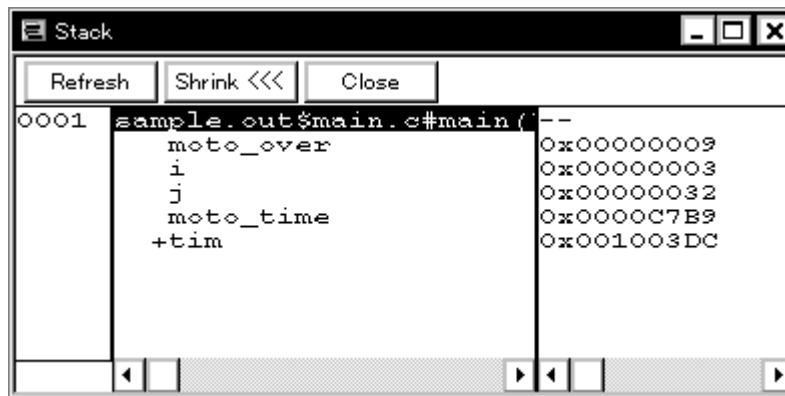 Stack
Refresh Shrink <<< Close
0001 sample.out$main.c#main( --
moto_over 0x00000009
i 0x00000003
j 0x00000032
moto_time 0x0000C7B9
+tim 0x001003DC